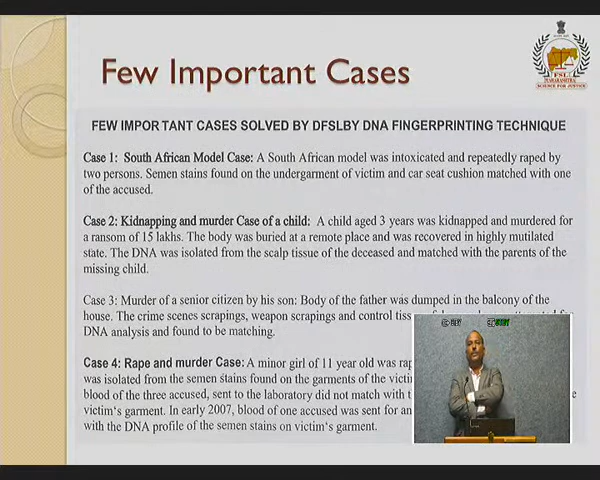 Few Important Cases
FSL
MAHARASHTRA
SCIENCE FOR JUSTICE
FEW IMPORTANT CASES SOLVED BY DFSLBY DNA FINGERPRINTING TECHNIQUE
Case 1: South African Model Case: A South African model was intoxicated and repeatedly raped by
two persons. Semen stains found on the undergarment of victim and car seat cushion matched with one
of the accused.
Case 2: Kidnapping and murder Case of a child: A child aged 3 years was kidnapped and murdered for
a ransom of 15 lakhs. The body was buried at a remote place and was recovered in highly mutilated
state. The DNA was isolated from the scalp tissue of the deceased and matched with the parents of the
missing child.
Case 3: Murder of a senior citizen by his son: Body of the father was dumped in the balcony of the
house. The crime scenes scrapings, weapon scrapings and control
DNA analysis and found to be matching.
Case 4: Rape and murder Case: A minor girl of 11 year old was
was isolated from the semen stains found on the garments of the
blood of the three accused, sent to the laboratory did not match with
victim's garment. In early 2007, blood of one accused was sent for
with the DNA profile of the semen stains on victim's garment.